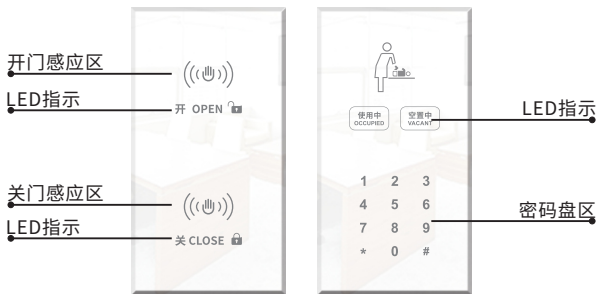 开门感应区
LED指示
开 OPEN
关门感应区
LED指示
关 CLOSE
使用中
OCCUPIED
空置中
VACANT
LED指示
1 2 3
4 5 6
7 8 9
* 0 #
密码盘区